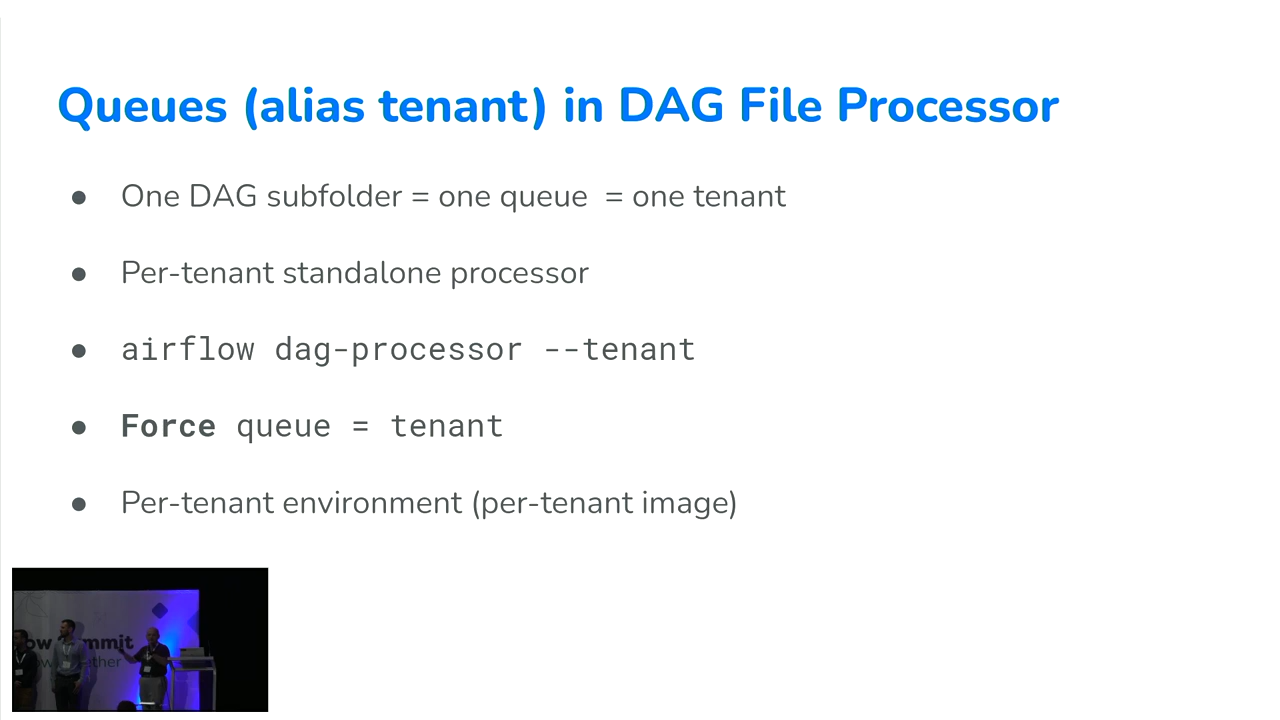 Queues (alias tenant) in DAG File Processor
● One DAG subfolder = one queue  = one tenant
● Per-tenant standalone processor
● airflow dag-processor --tenant
● Force queue = tenant
● Per-tenant environment (per-tenant image)